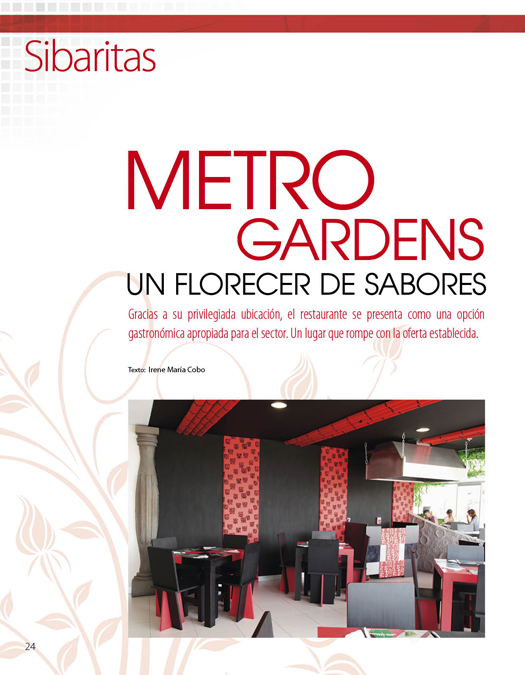 Sibaritas
METRO
GARDENS
UN FLORECER DE SABORES
Gracias a su privilegiada ubicación, el restaurante se presenta como una opción
gastronómica apropiada para el sector. Un lugar que rompe con la oferta establecida.
Texto: Irene María Cobo
24